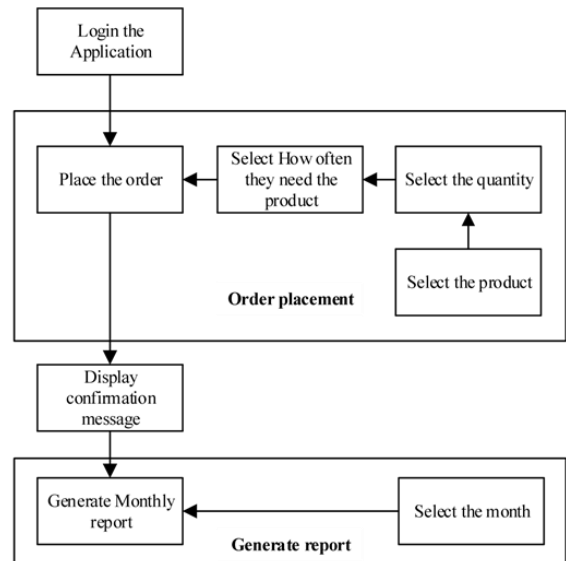 Login the
Application
Place the order
Select How often
they need the
product
Select the quantity
Select the product
Order placement
Display
confirmation
message
Generate Monthly
report
Select the month
Generate report